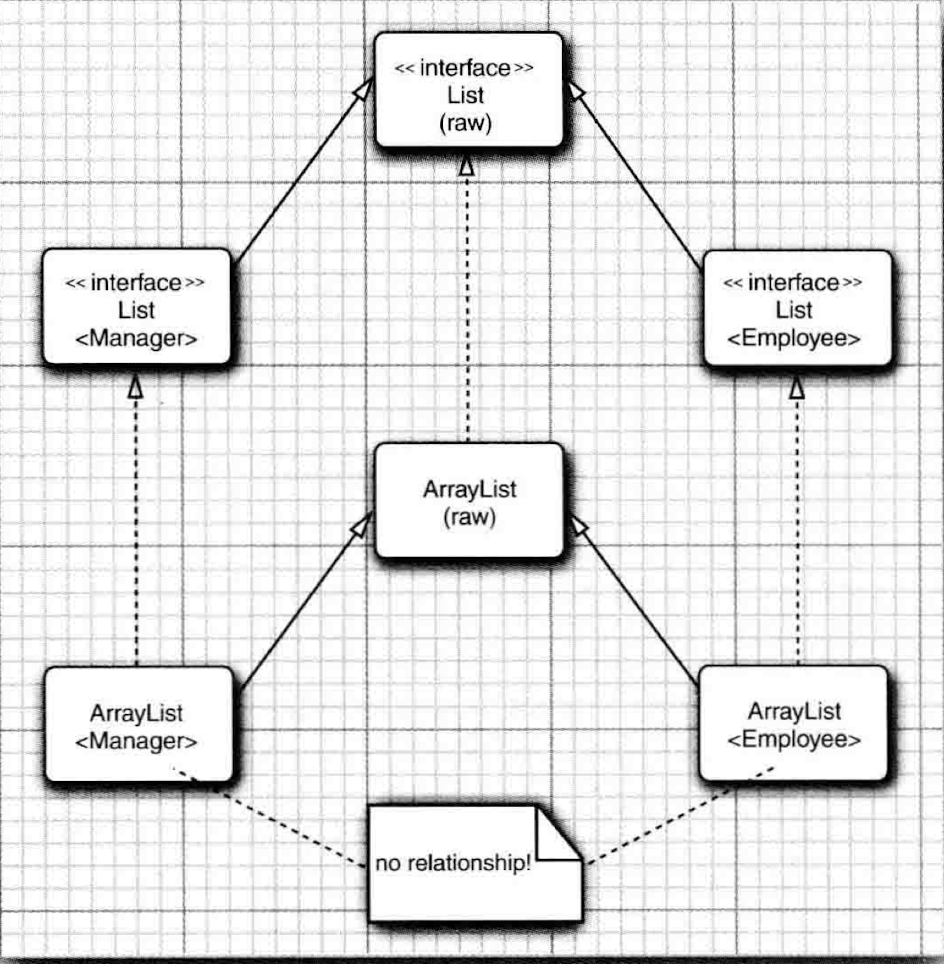 << interface >>
List
(raw)
<< interface >>
List
<Manager>
<< interface >>
List
<Employee>
ArrayList
(raw)
ArrayList
<Manager>
ArrayList
<Employee>
no relationship!